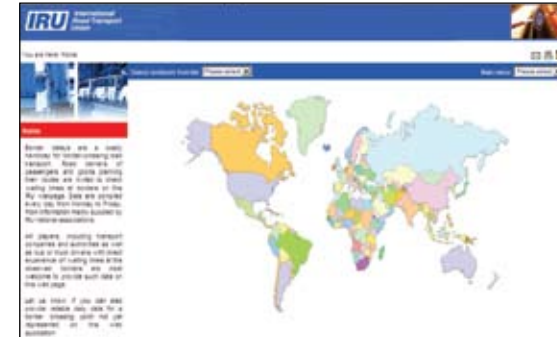 IRU International
Road Transport
Union
You are here: Home
Select continent from list: Please select
Please select
Home
Border delays are a costly
handicap for border-crossing road
transport. Road carriers of
passengers and goods planning
their routes are invited to check
waiting times at borders on the
IRU webpage. Data are compiled
every day from Monday to Friday,
from information mainly supplied by
IRU national associations.
All players, including transport
companies and authorities as well
as bus or truck drivers with direct
experience of waiting times at the
observed borders are most
welcome to provide such data on
this web page.
Let us know if you can also
provide reliable daily data for a
border crossing point not yet
represented on this web
application